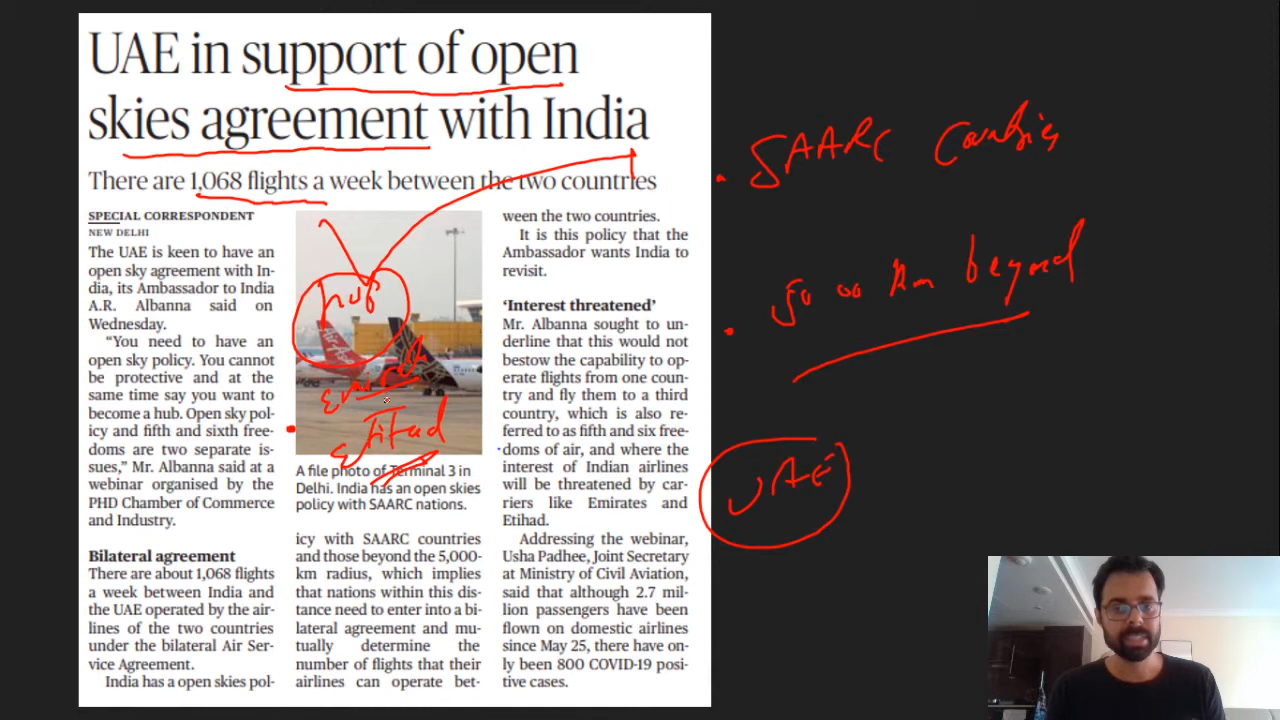 UAE in support of open
skies agreement with India
There are 1,068 flights a week between the two countries
SPECIAL CORRESPONDENT
NEW DELHI
The UAE is keen to have an
open sky agreement with In-
dia, its Ambassador to India
A.R. Albanna said on
Wednesday.
“You need to have an
open sky policy. You cannot
be protective and at the
same time say you want to
become a hub. Open sky pol-
icy and fifth and sixth free-
doms are two separate is-
sues,” Mr. Albanna said at a
webinar organised by the
PHD Chamber of Commerce
and Industry.
Bilateral agreement
There are about 1,068 flights
a week between India and
the UAE operated by the air-
lines of the two countries
under the bilateral Air Ser-
vice Agreement.
India has a open skies pol-
hub
Etihad
A file photo of Terminal 3 in
Delhi. India has an open skies
policy with SAARC nations.
icy with SAARC countries
and those beyond the 5,000-
km radius, which implies
that nations within this dis-
tance need to enter into a bi-
lateral agreement and mu-
tually determine the
number of flights that their
airlines can operate bet-
ween the two countries.
It is this policy that the
Ambassador wants India to
revisit.
‘Interest threatened’
Mr. Albanna sought to un-
derline that this would not
bestow the capability to op-
erate flights from one coun-
try and fly them to a third
country, which is also re-
ferred to as fifth and six free-
doms of air, and where the
interest of Indian airlines
will be threatened by car-
riers like Emirates and
Etihad.
Addressing the webinar,
Usha Padhee, Joint Secretary
at Ministry of Civil Aviation,
said that although 2.7 mil-
lion passengers have been
flown on domestic airlines
since May 25, there have on-
ly been 800 COVID-19 posi-
tive cases.
• SAARC Countries
• 5000 km beyond
UAE